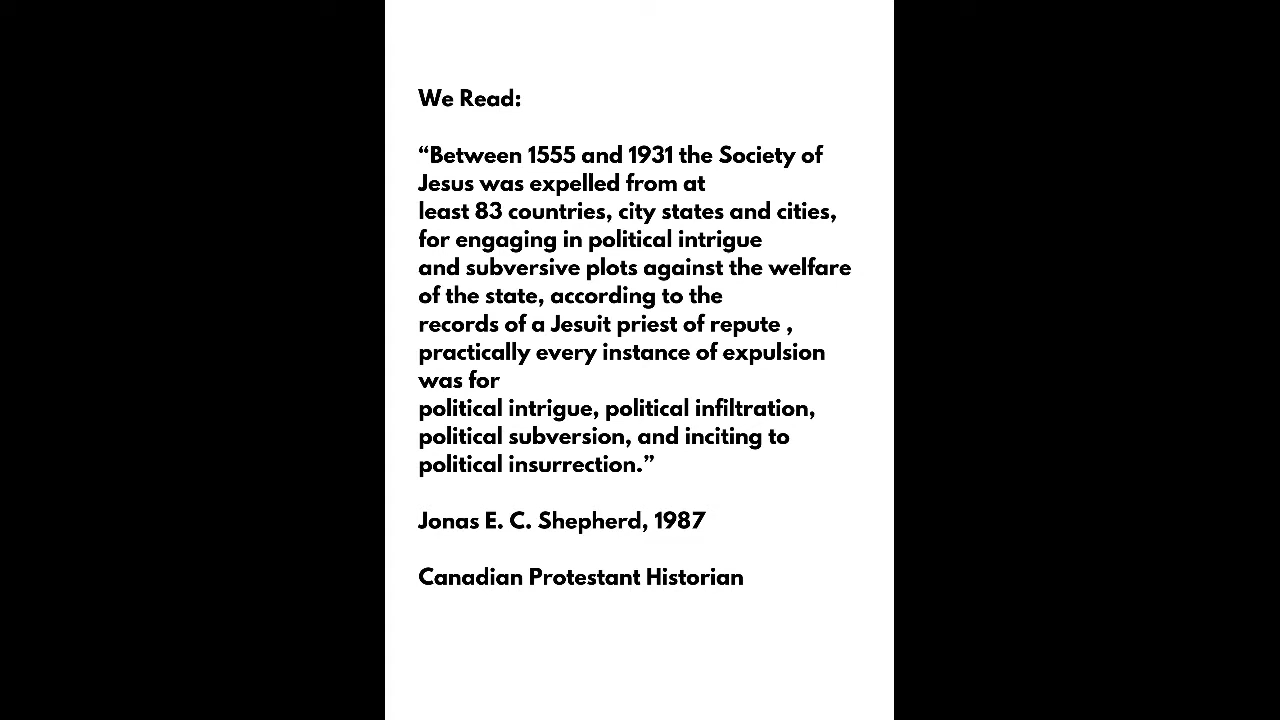 We Read:
“Between 1555 and 1931 the Society of
Jesus was expelled from at
least 83 countries, city states and cities,
for engaging in political intrigue
and subversive plots against the welfare
of the state, according to the
records of a Jesuit priest of repute ,
practically every instance of expulsion
was for
political intrigue, political infiltration,
political subversion, and inciting to
political insurrection.”
Jonas E. C. Shepherd, 1987
Canadian Protestant Historian